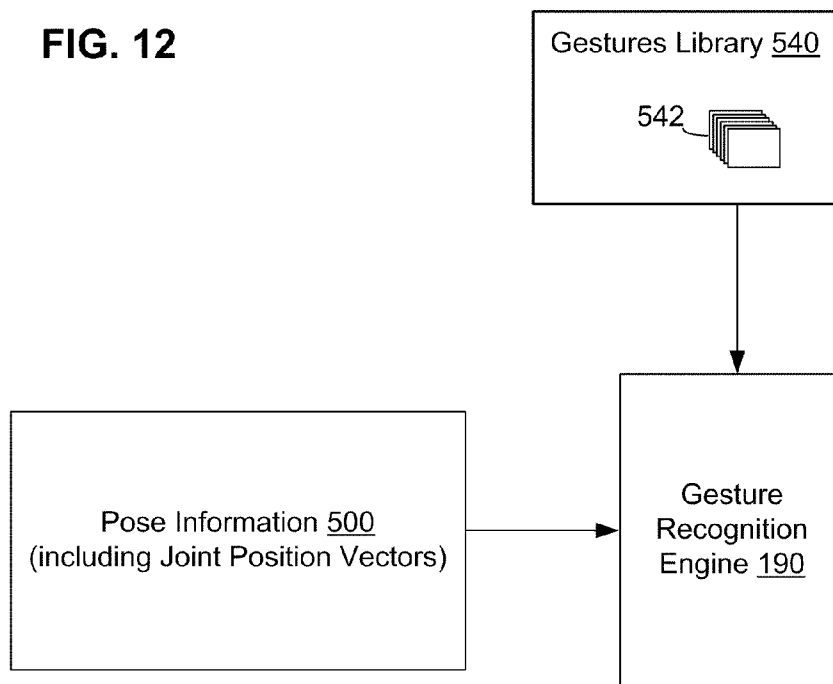 FIG. 12
Gestures Library 540
542
Pose Information 500
(including Joint Position Vectors)
Gesture
Recognition
Engine 190